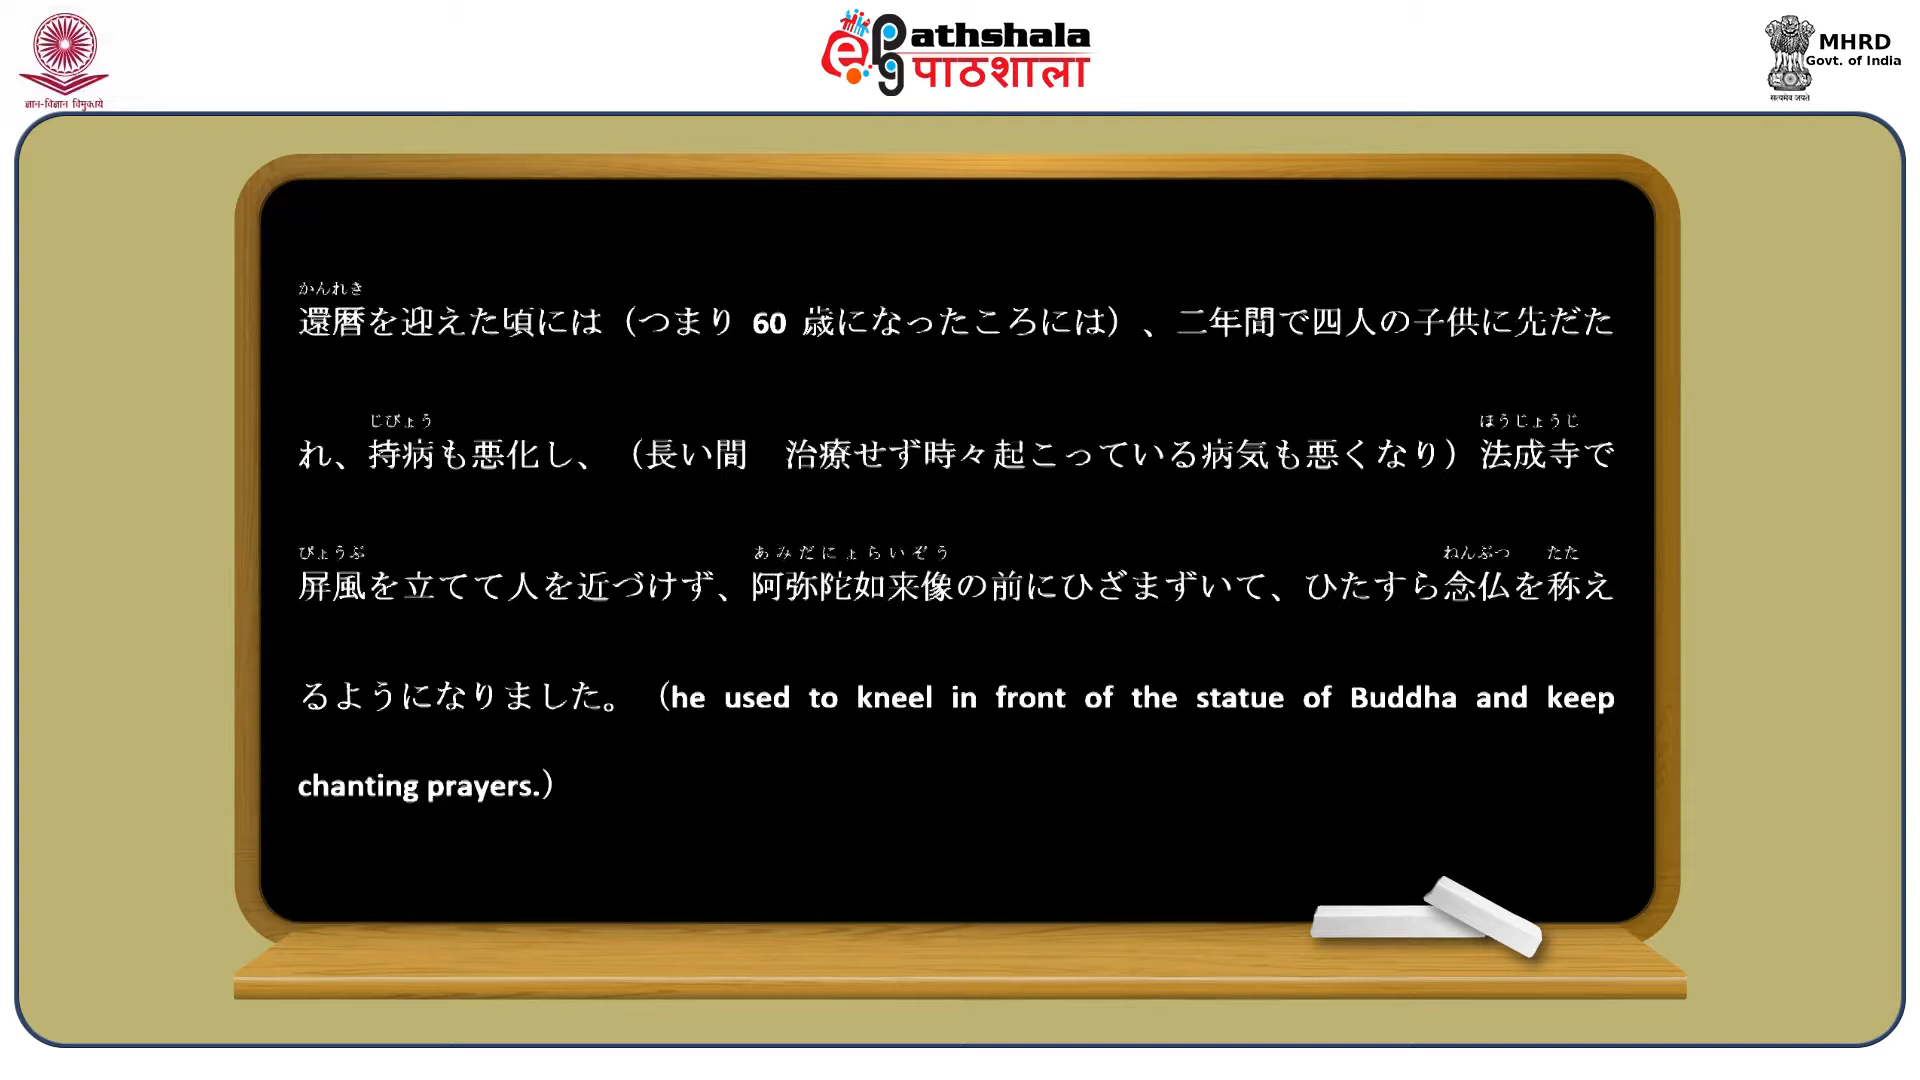 ज्ञान-विज्ञान विमुक्तये
ePathshala
पाठशाला
MHRD
Govt. of India
सत्यमेव जयते
かんれき
還暦を迎えた頃には（つまり 60 歳になったころには）、二年間で四人の子供に先だた
じびょう ほうじょうじ
れ、持病も悪化し、（長い間　治療せず時々起こっている病気も悪くなり）法成寺で
びょうぶ あみだにょらいぞう ねんぶつ たた
屏風を立てて人を近づけず、阿弥陀如来像の前にひざまずいて、ひたすら念仏を称え
るようになりました。（he used to kneel in front of the statue of Buddha and keep
chanting prayers.）